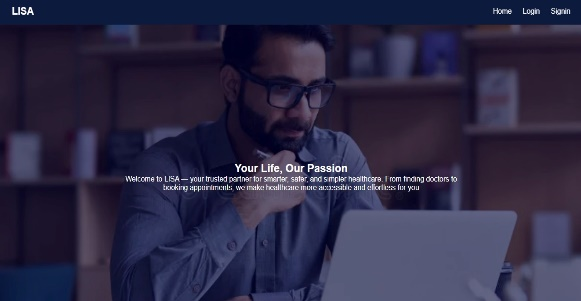 LISA
Home Login Signin
Your Life, Our Passion
Welcome to LISA — your trusted partner for smarter, safer, and simpler healthcare. From finding doctors to
booking appointments, we make healthcare more accessible and effortless for you